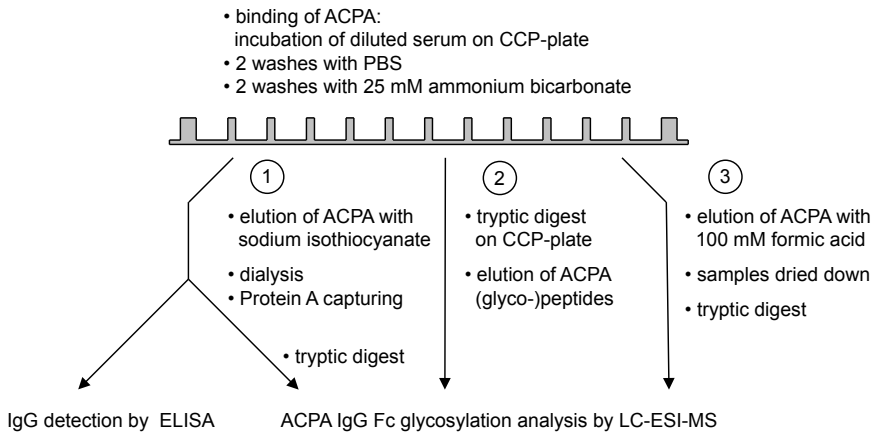 • binding of ACPA:
incubation of diluted serum on CCP-plate
• 2 washes with PBS
• 2 washes with 25 mM ammonium bicarbonate
1
• elution of ACPA with
sodium isothiocyanate
• dialysis
• Protein A capturing
• tryptic digest
2
• tryptic digest
on CCP-plate
• elution of ACPA
(glyco-)peptides
3
• elution of ACPA with
100 mM formic acid
• samples dried down
• tryptic digest
IgG detection by ELISA
ACPA IgG Fc glycosylation analysis by LC-ESI-MS